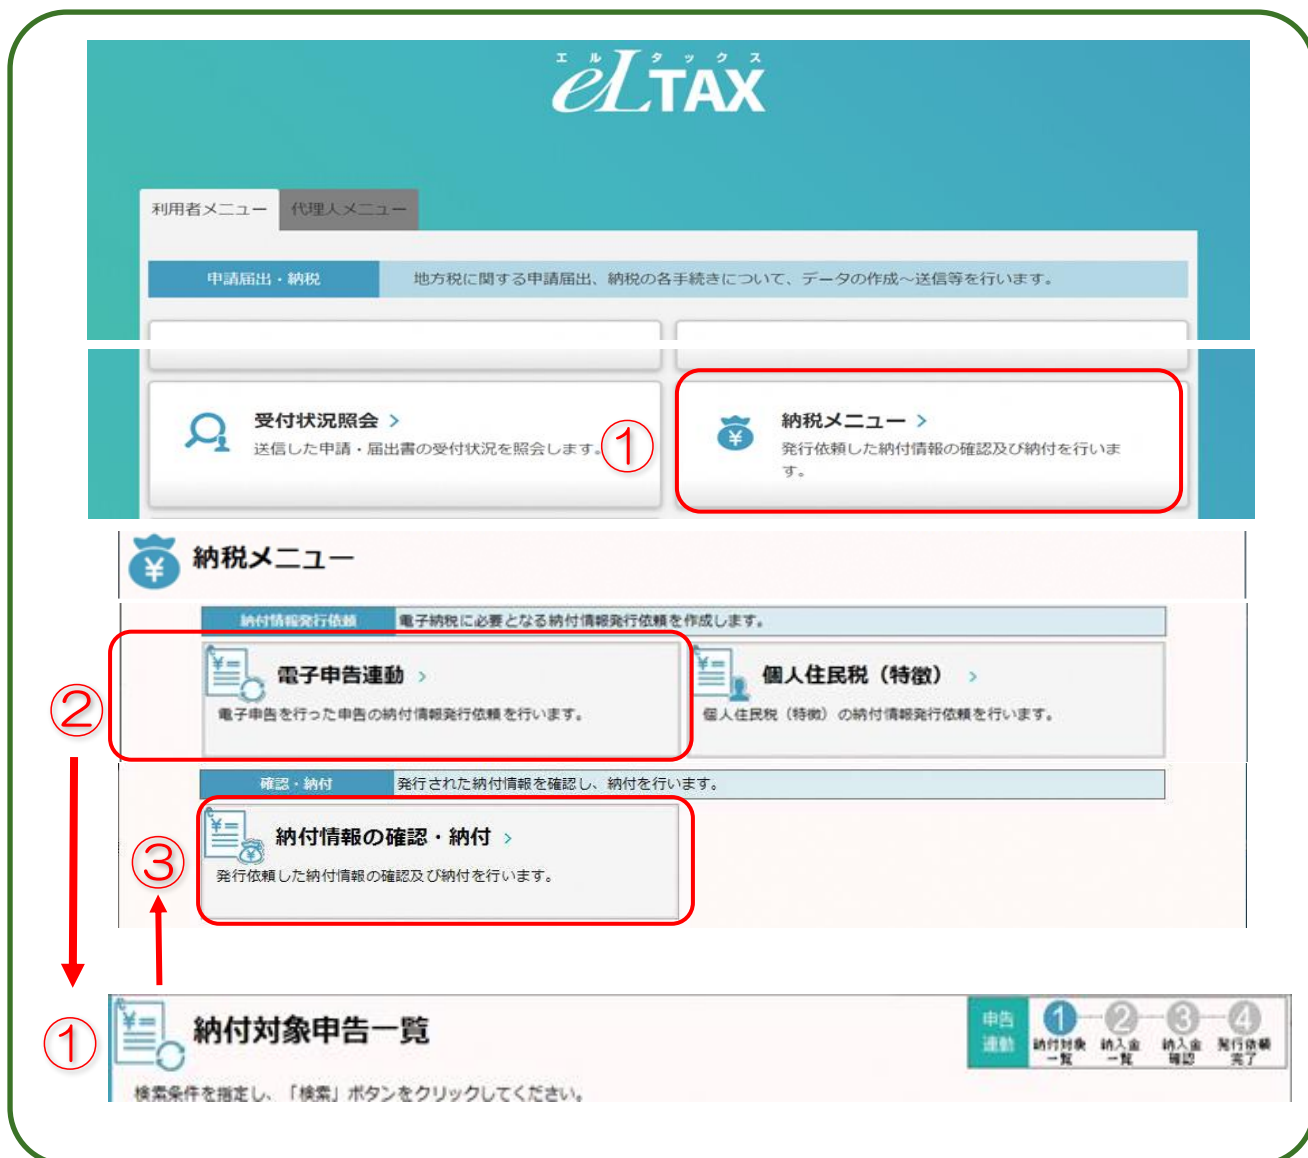 エルタックス
eLTAX
利用者メニュー 代理人メニュー
申請届出・納税 地方税に関する申請届出、納税の各手続きについて、データの作成～送信等を行います。
受付状況照会 >
送信した申請・届出書の受付状況を照会します。
①
納税メニュー >
発行依頼した納付情報の確認及び納付を行いま
す。
納税メニュー
納付情報発行依頼 電子納税に必要となる納付情報発行依頼を作成します。
②
電子申告連動 >
電子申告を行った申告の納付情報発行依頼を行います。
個人住民税（特徴） >
個人住民税（特徴）の納付情報発行依頼を行います。
確認・納付 発行された納付情報を確認し、納付を行います。
③
納付情報の確認・納付 >
発行依頼した納付情報の確認及び納付を行います。
①
納付対象申告一覧
申告
連動
1 2 3 4
納付対象 納入金 納入金 発行依頼
一覧 一覧 確認 完了
検索条件を指定し、「検索」ボタンをクリックしてください。